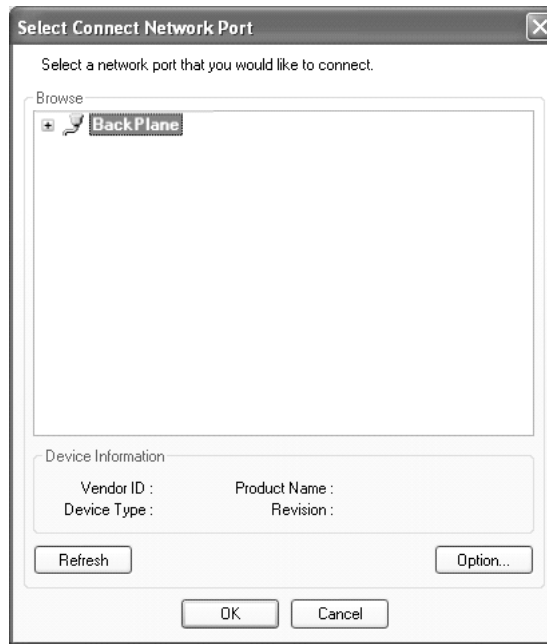 Select Connect Network Port
Select a network port that you would like to connect.
Browse
BackPlane
Device Information
Vendor ID : Product Name :
Device Type : Revision :
Refresh Option...
OK Cancel